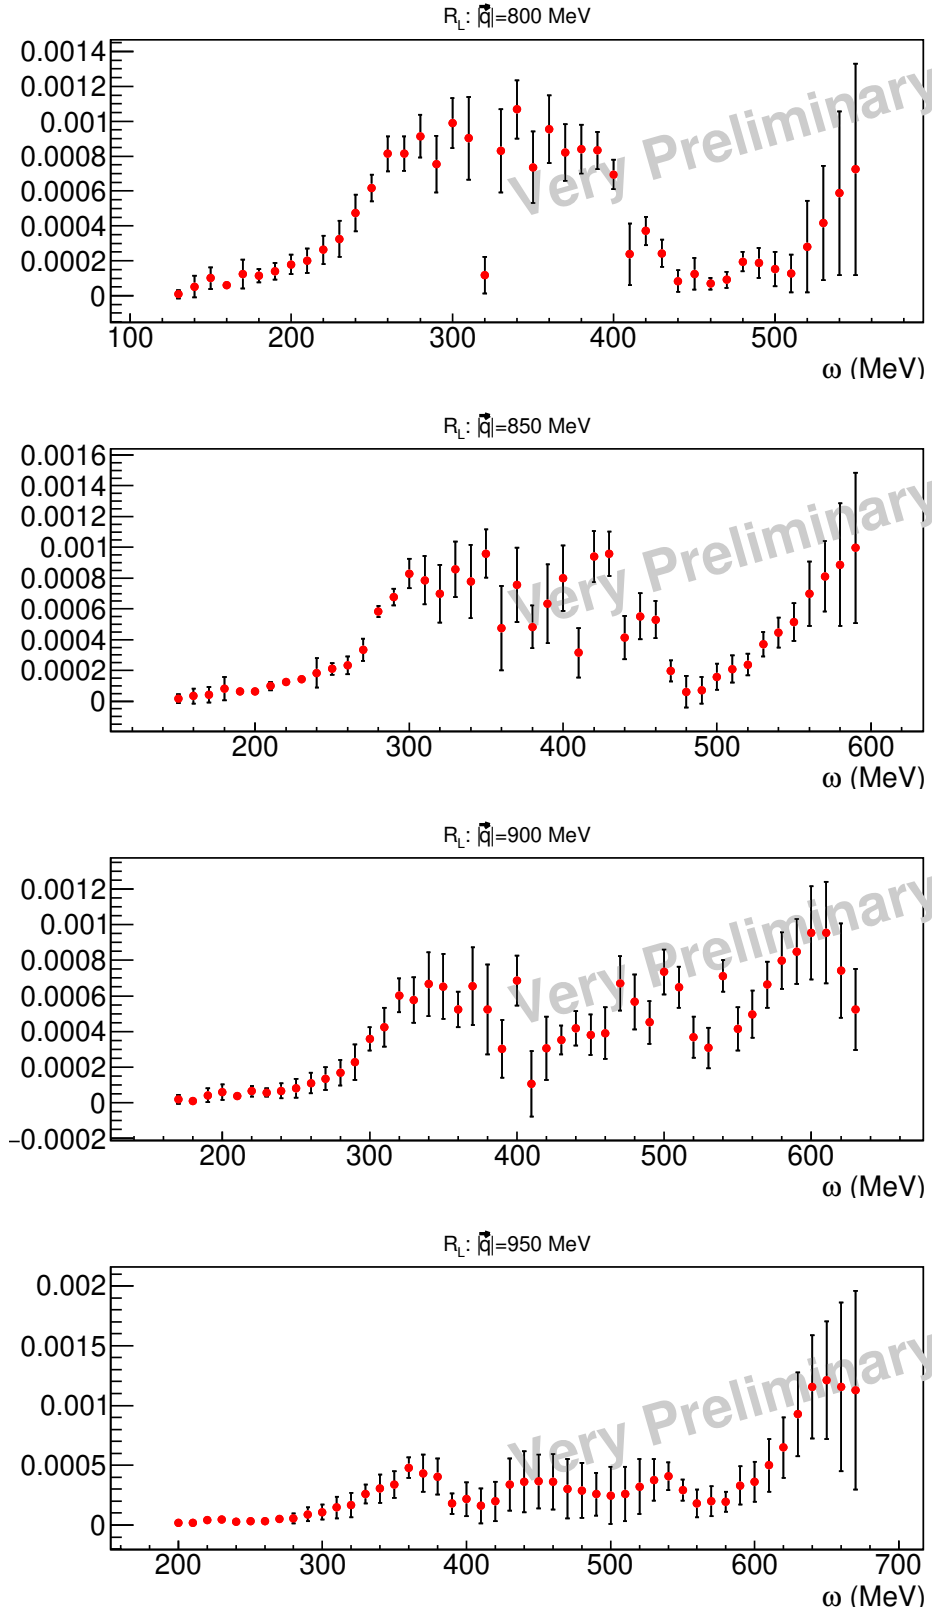 R_L: |q⃗|=800 MeV
0.0014
0.0012
0.001
0.0008
0.0006
0.0004
0.0002
0
Very Preliminary
100 200 300 400 500
ω (MeV)
R_L: |q⃗|=850 MeV
0.0016
0.0014
0.0012
0.001
0.0008
0.0006
0.0004
0.0002
0
Very Preliminary
200 300 400 500 600
ω (MeV)
R_L: |q⃗|=900 MeV
0.0012
0.001
0.0008
0.0006
0.0004
0.0002
0
−0.0002
Very Preliminary
200 300 400 500 600
ω (MeV)
R_L: |q⃗|=950 MeV
0.002
0.0015
0.001
0.0005
0
Very Preliminary
200 300 400 500 600 700
ω (MeV)